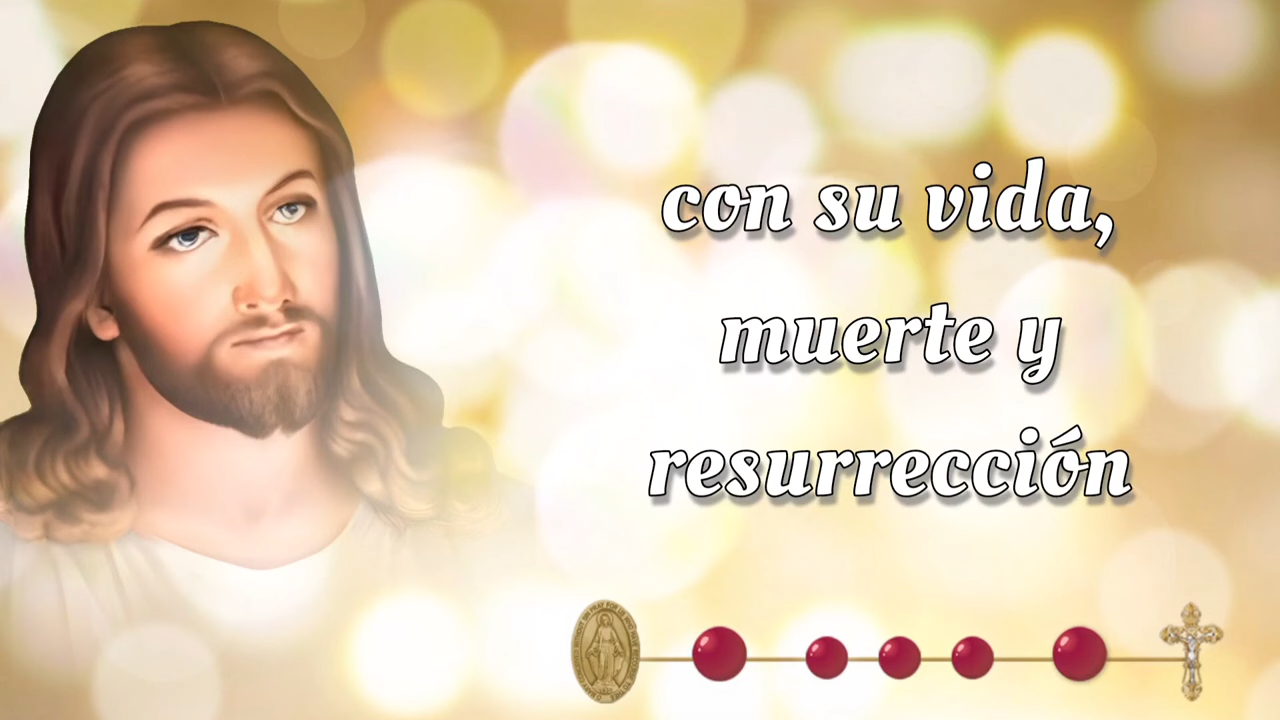 con su vida,
muerte y
resurrección